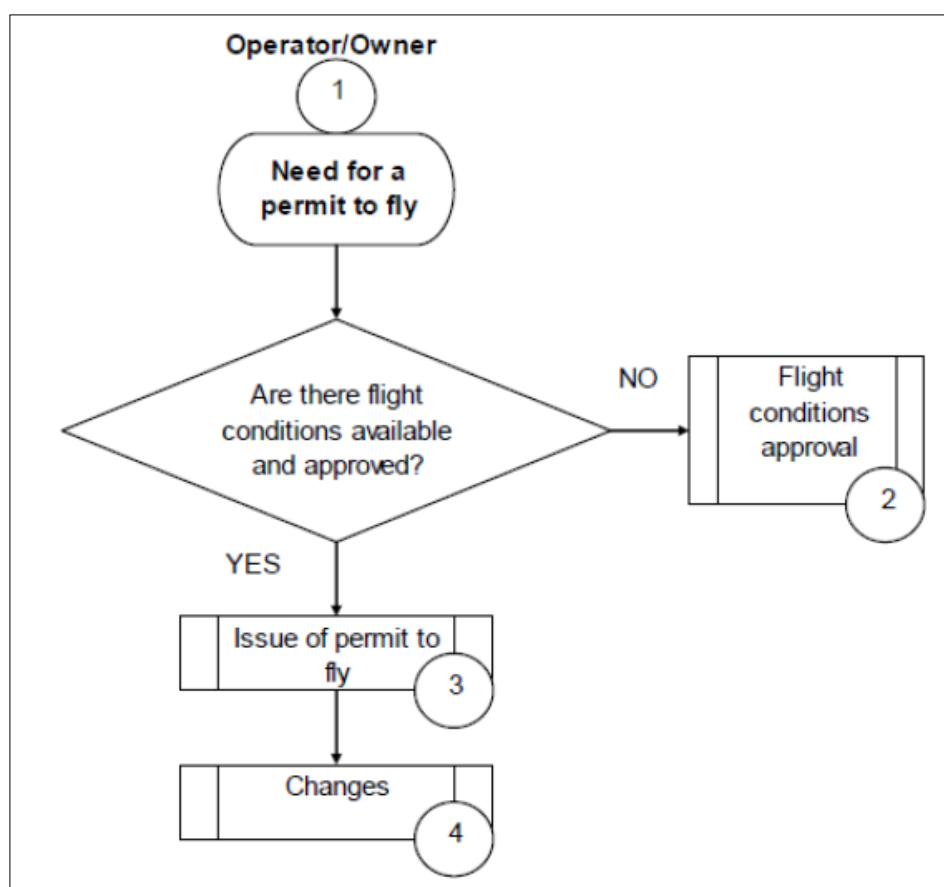 Operator/Owner
1
Need for a
permit to fly
Are there flight
conditions available
and approved?
NO
Flight
conditions
approval
2
YES
Issue of permit to
fly
3
Changes
4